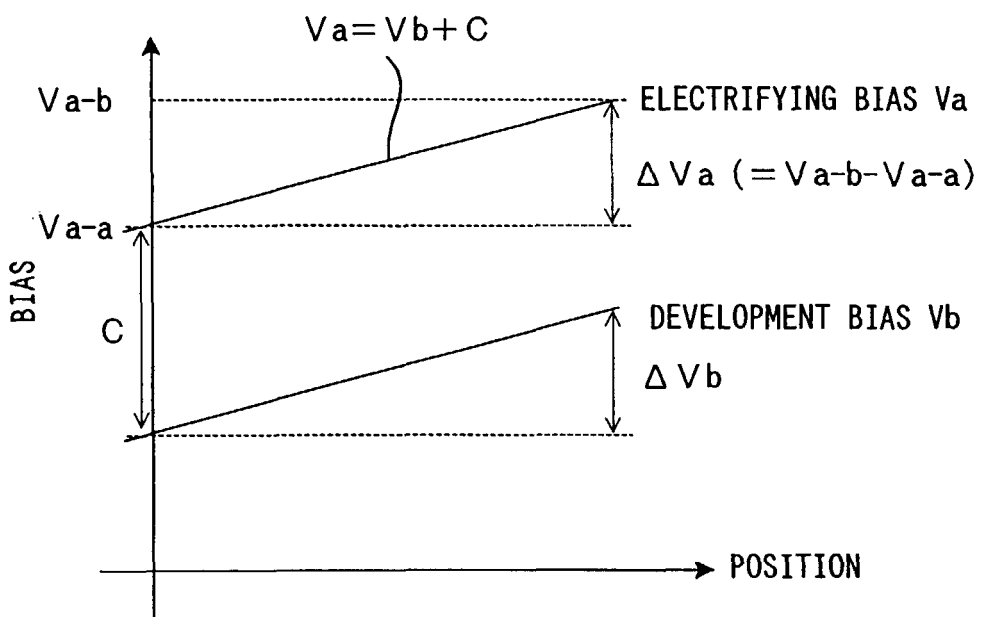 Va=Vb+C
Va-b
ELECTRIFYING BIAS Va
ΔVa (=Va-b-Va-a)
Va-a
BIAS
C
DEVELOPMENT BIAS Vb
ΔVb
POSITION